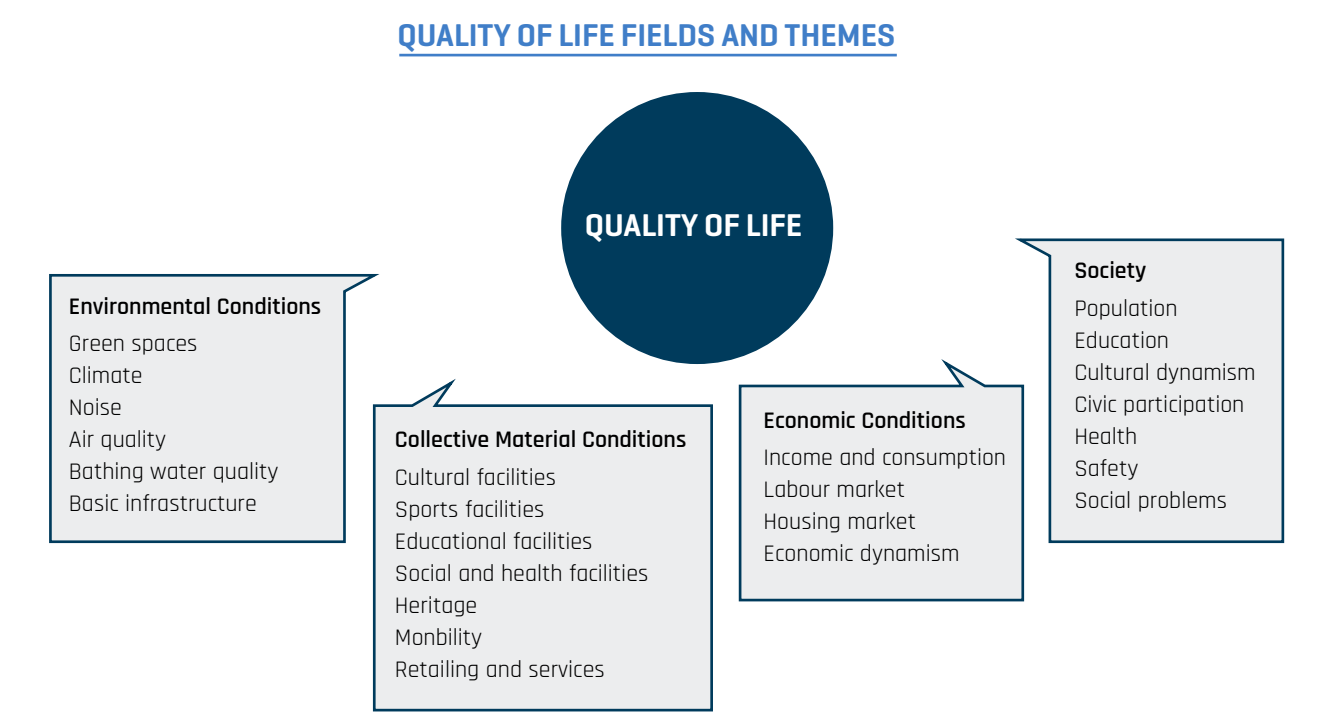 QUALITY OF LIFE FIELDS AND THEMES
QUALITY OF LIFE
Environmental Conditions
Green spaces
Climate
Noise
Air quality
Bathing water quality
Basic infrastructure
Collective Material Conditions
Cultural facilities
Sports facilities
Educational facilities
Social and health facilities
Heritage
Monbility
Retailing and services
Economic Conditions
Income and consumption
Labour market
Housing market
Economic dynamism
Society
Population
Education
Cultural dynamism
Civic participation
Health
Safety
Social problems